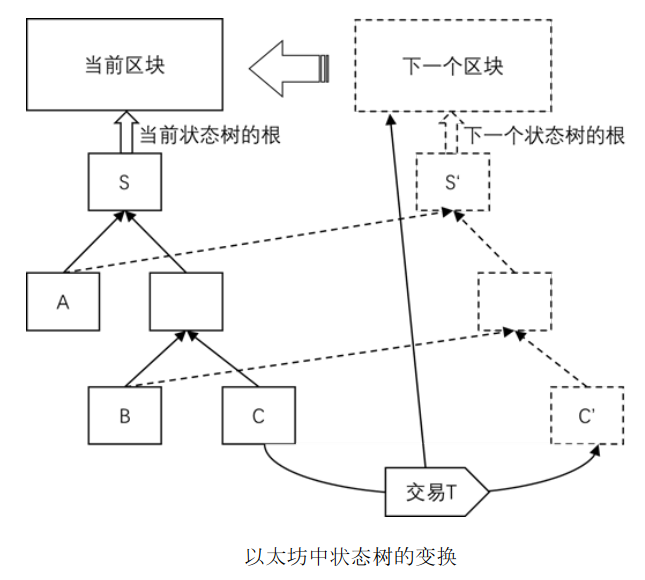 当前区块
下一个区块
当前状态树的根
下一个状态树的根
S
S‘
A
B
C
C’
交易T
以太坊中状态树的变换